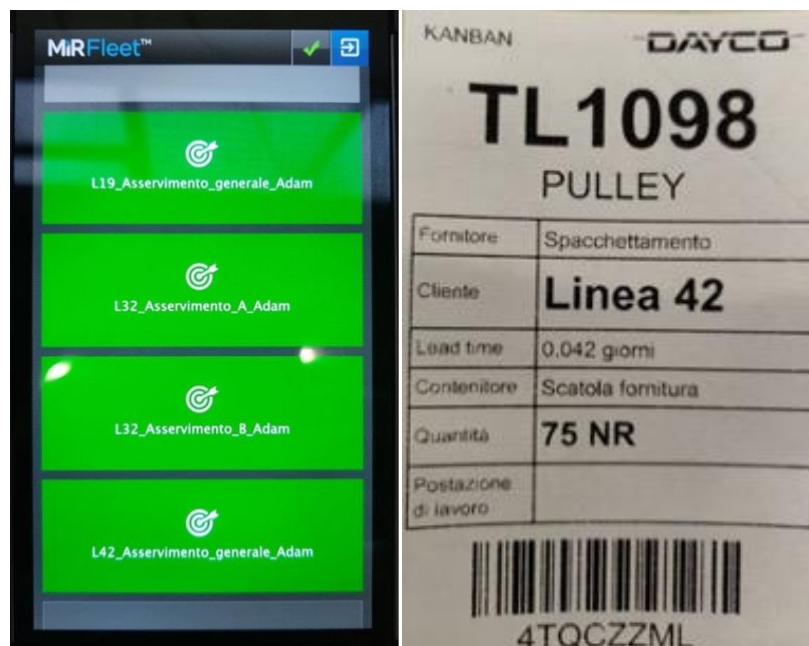 MiRFleet™
L19_Asservimento_generale_Adam
L32_Asservimento_A_Adam
L32_Asservimento_B_Adam
L42_Asservimento_generale_Adam
KANBAN
DAYCO
TL1098
PULLEY
Fornitore Spacchettamento
Cliente Linea 42
Lead time 0.042 giorni
Contenitore Scatola fornitura
Quantità 75 NR
Postazione
di lavoro
4TQCZZML